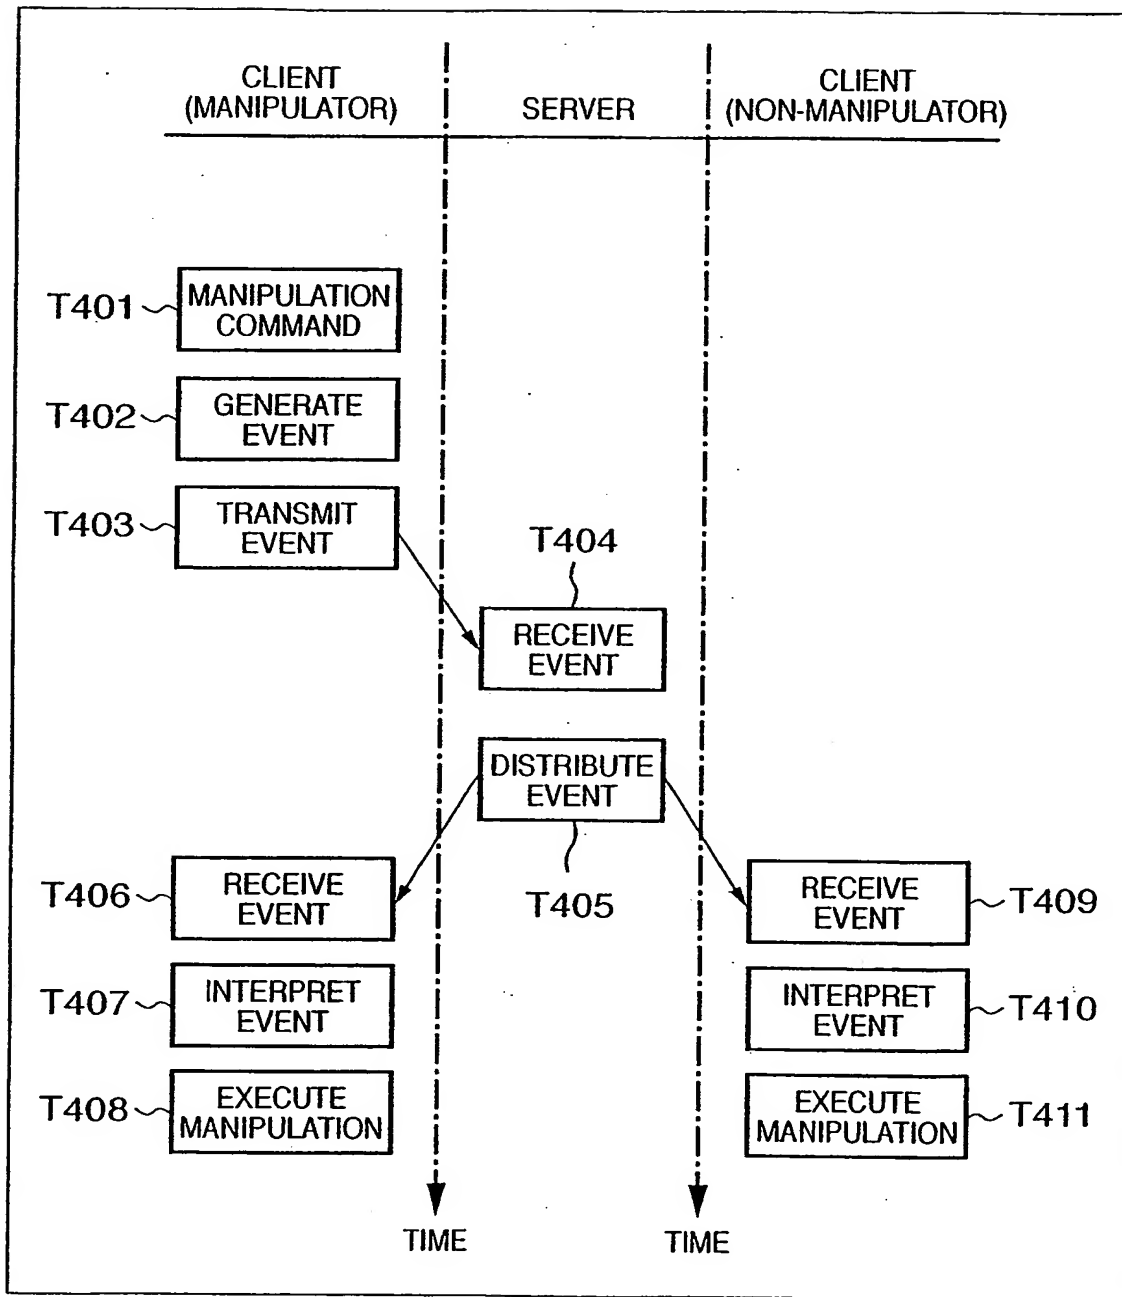 CLIENT
(MANIPULATOR)
SERVER
CLIENT
(NON-MANIPULATOR)
T401
MANIPULATION
COMMAND
T402
GENERATE
EVENT
T403
TRANSMIT
EVENT
T404
RECEIVE
EVENT
DISTRIBUTE
EVENT
T405
T406
RECEIVE
EVENT
RECEIVE
EVENT
T409
T407
INTERPRET
EVENT
INTERPRET
EVENT
T410
T408
EXECUTE
MANIPULATION
EXECUTE
MANIPULATION
T411
TIME
TIME